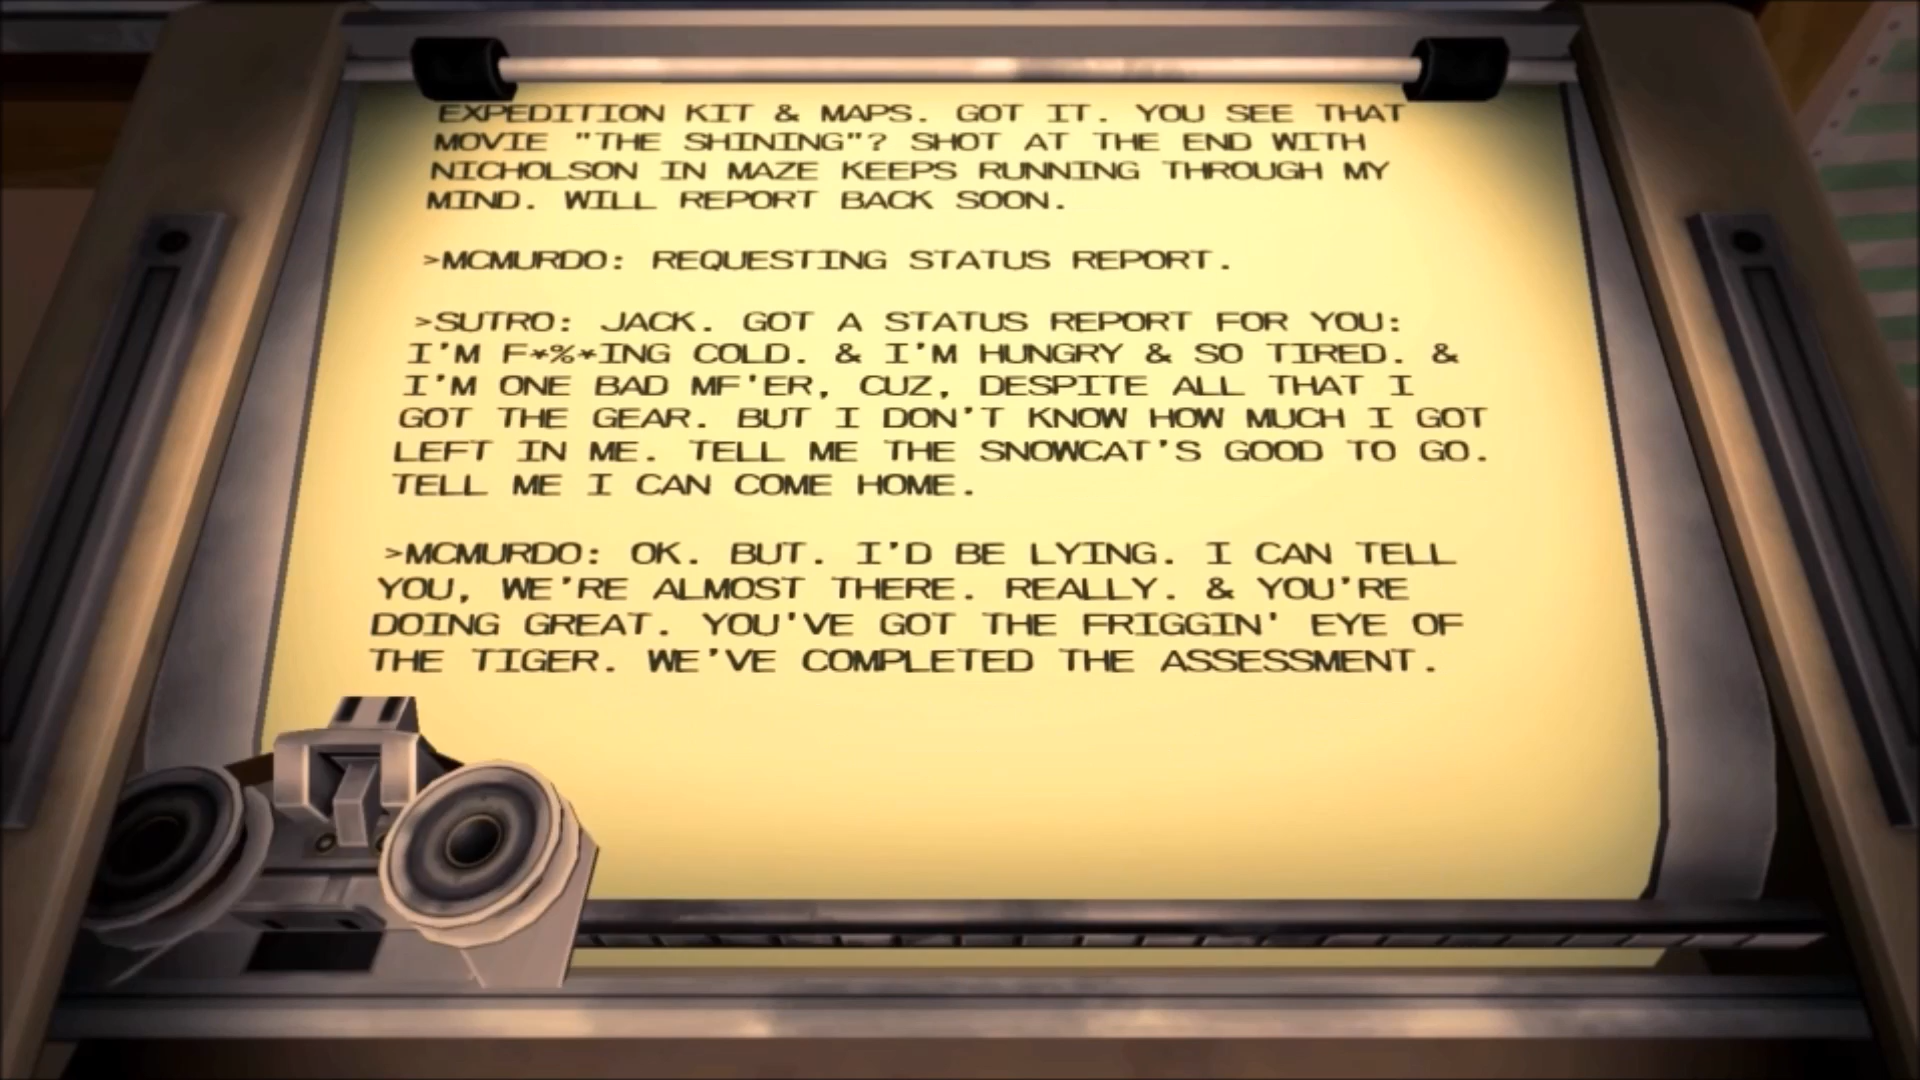 EXPEDITION KIT & MAPS. GOT IT. YOU SEE THAT
MOVIE "THE SHINING"? SHOT AT THE END WITH
NICHOLSON IN MAZE KEEPS RUNNING THROUGH MY
MIND. WILL REPORT BACK SOON.
>MCMURDO: REQUESTING STATUS REPORT.
>SUTRO: JACK. GOT A STATUS REPORT FOR YOU:
I'M F*%*ING COLD. & I'M HUNGRY & SO TIRED. &
I'M ONE BAD MF'ER, CUZ, DESPITE ALL THAT I
GOT THE GEAR. BUT I DON'T KNOW HOW MUCH I GOT
LEFT IN ME. TELL ME THE SNOWCAT'S GOOD TO GO.
TELL ME I CAN COME HOME.
>MCMURDO: OK. BUT. I'D BE LYING. I CAN TELL
YOU, WE'RE ALMOST THERE. REALLY. & YOU'RE
DOING GREAT. YOU'VE GOT THE FRIGGIN' EYE OF
THE TIGER. WE'VE COMPLETED THE ASSESSMENT.